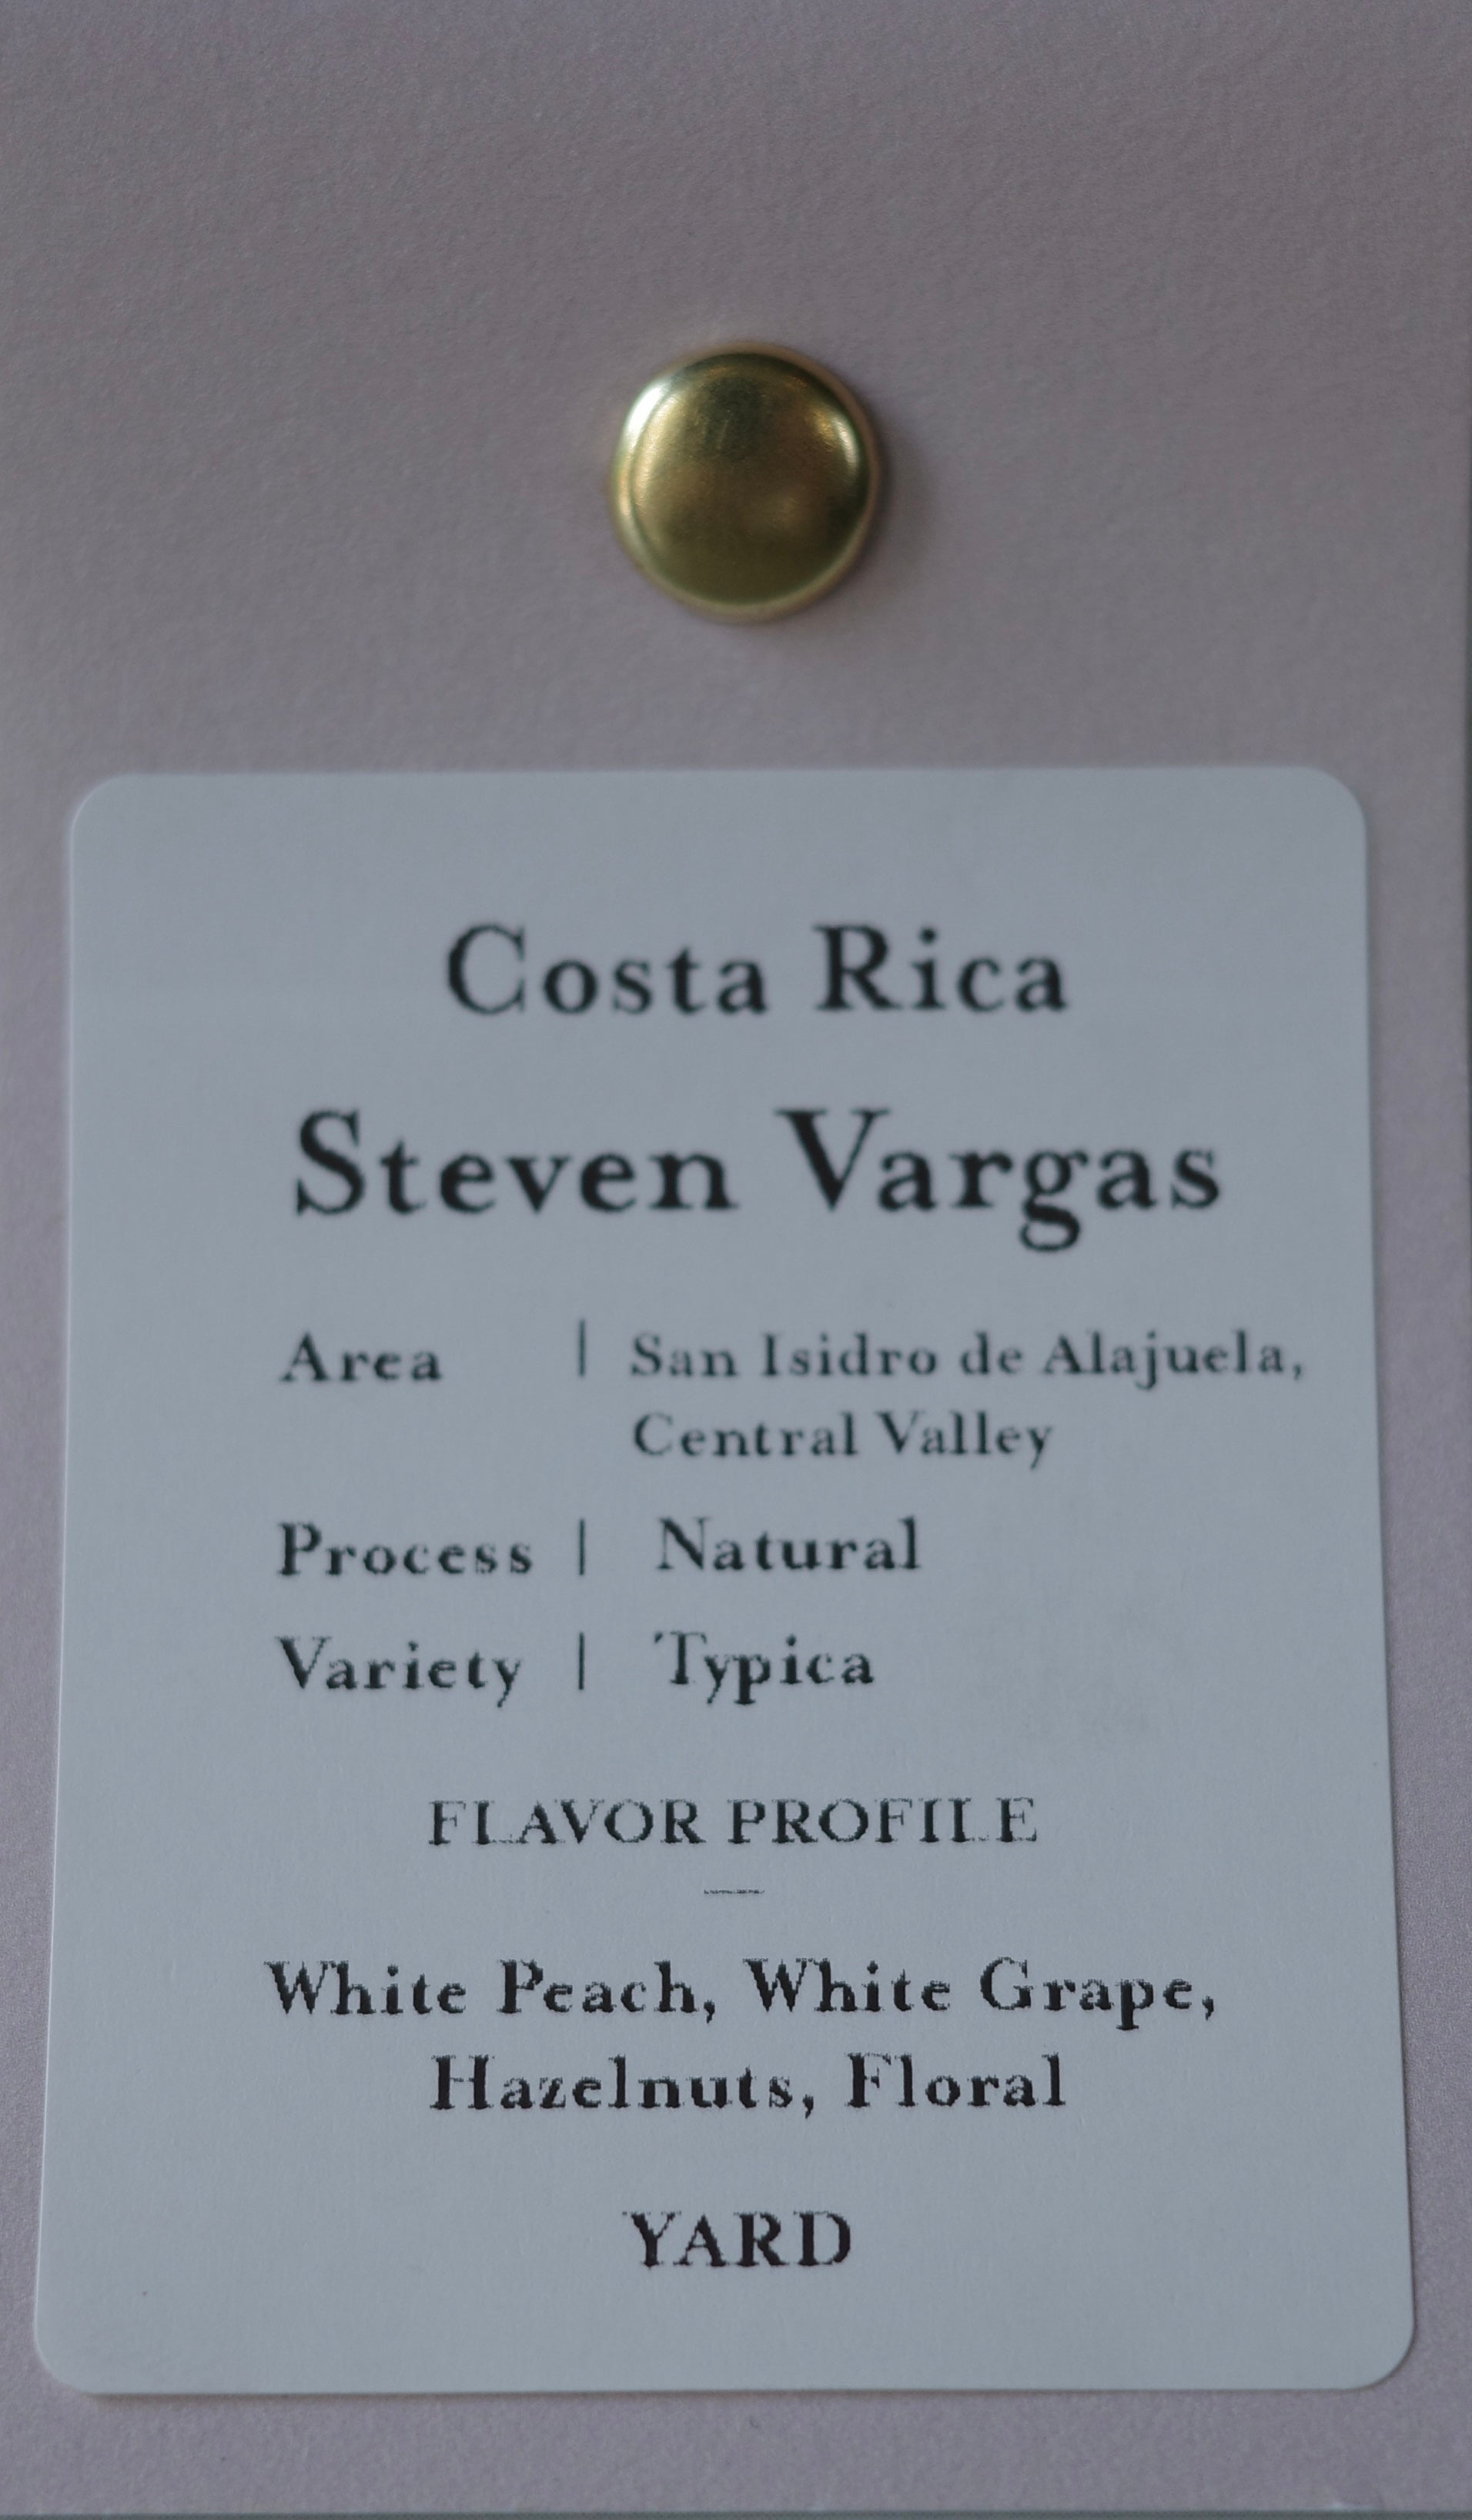 Costa Rica
Steven Vargas
Area | San Isidro de Alajuela,
Central Valley
Process | Natural
Variety | Typica
FLAVOR PROFILE
White Peach, White Grape,
Hazelnuts, Floral
YARD